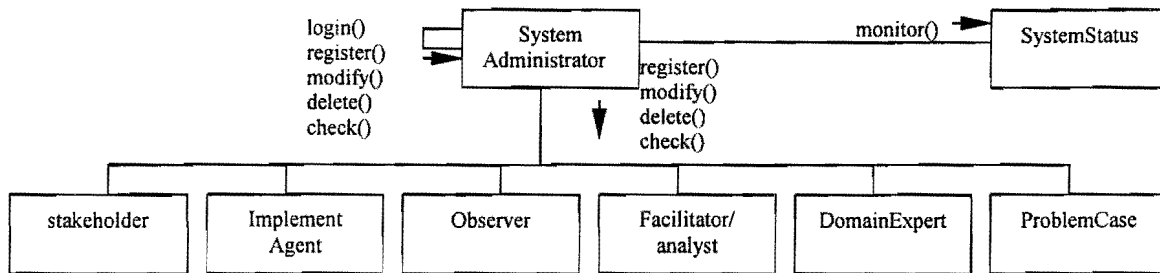 login()
register()
modify()
delete()
check()
System
Administrator
monitor()
SystemStatus
register()
modify()
delete()
check()
stakeholder
Implement
Agent
Observer
Facilitator/
analyst
DomainExpert
ProblemCase